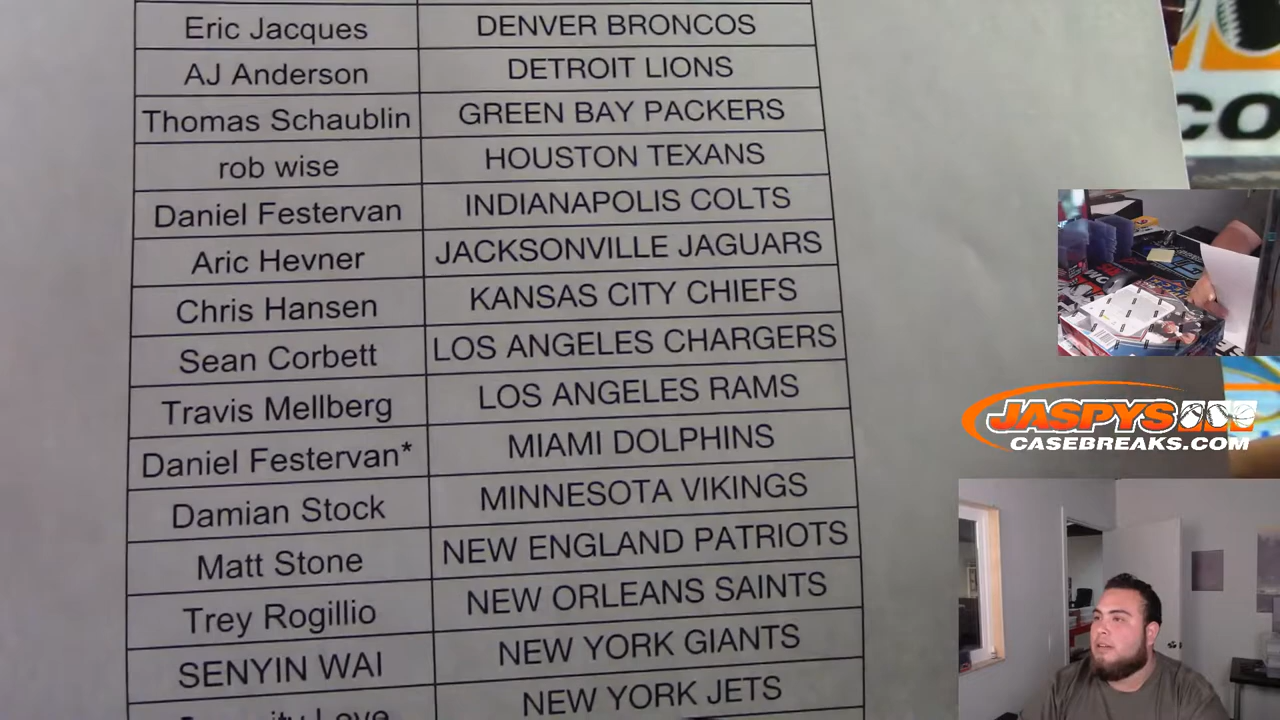 Eric Jacques DENVER BRONCOS
AJ Anderson DETROIT LIONS
Thomas Schaublin GREEN BAY PACKERS
rob wise HOUSTON TEXANS
Daniel Festervan INDIANAPOLIS COLTS
Aric Hevner JACKSONVILLE JAGUARS
Chris Hansen KANSAS CITY CHIEFS
Sean Corbett LOS ANGELES CHARGERS
Travis Mellberg LOS ANGELES RAMS
Daniel Festervan* MIAMI DOLPHINS
Damian Stock MINNESOTA VIKINGS
Matt Stone NEW ENGLAND PATRIOTS
Trey Rogillio NEW ORLEANS SAINTS
SENYIN WAI NEW YORK GIANTS
Love NEW YORK JETS
JASPYS
CASEBREAKS.COM